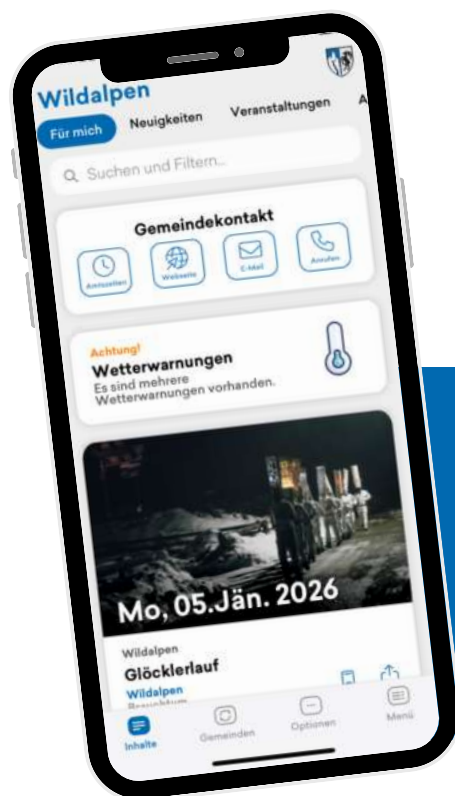 Wildalpen
Für mich Neuigkeiten Veranstaltungen A
Suchen und Filtern...
Gemeindekontakt
Amtszeiten Webseite E-Mail Anrufen
Achtung!
Wetterwarnungen
Es sind mehrere
Wetterwarnungen vorhanden.
Mo, 05.Jän. 2026
Wildalpen
Glöcklerlauf
Wildalpen
Brauchtum
Inhalte Gemeinden Optionen Menü